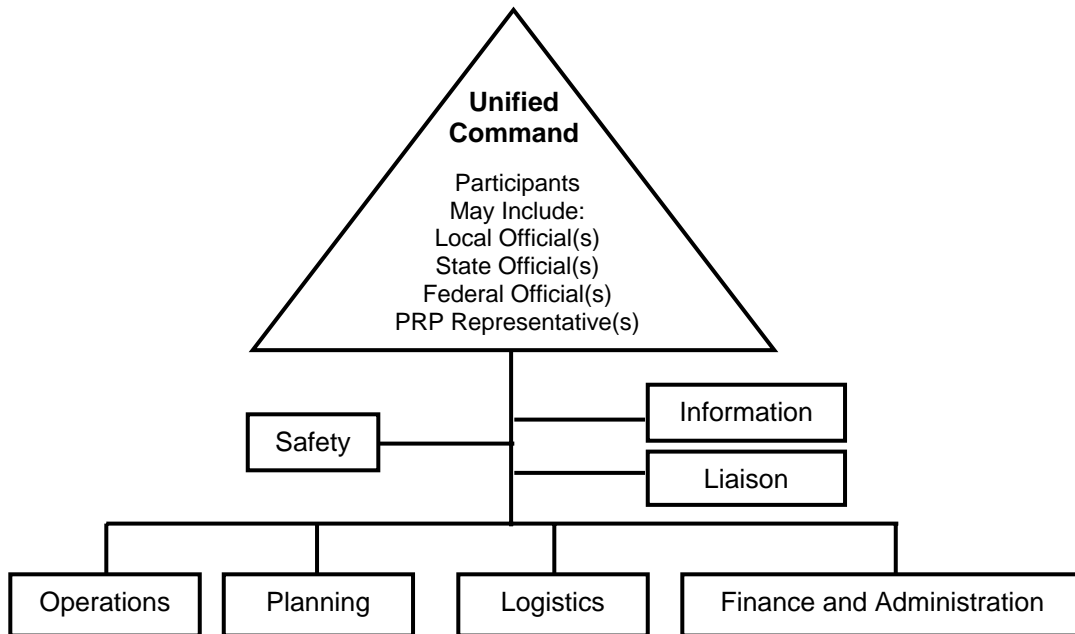 Unified
Command
Participants
May Include:
Local Official(s)
State Official(s)
Federal Official(s)
PRP Representative(s)
Information
Safety
Liaison
Operations
Planning
Logistics
Finance and Administration